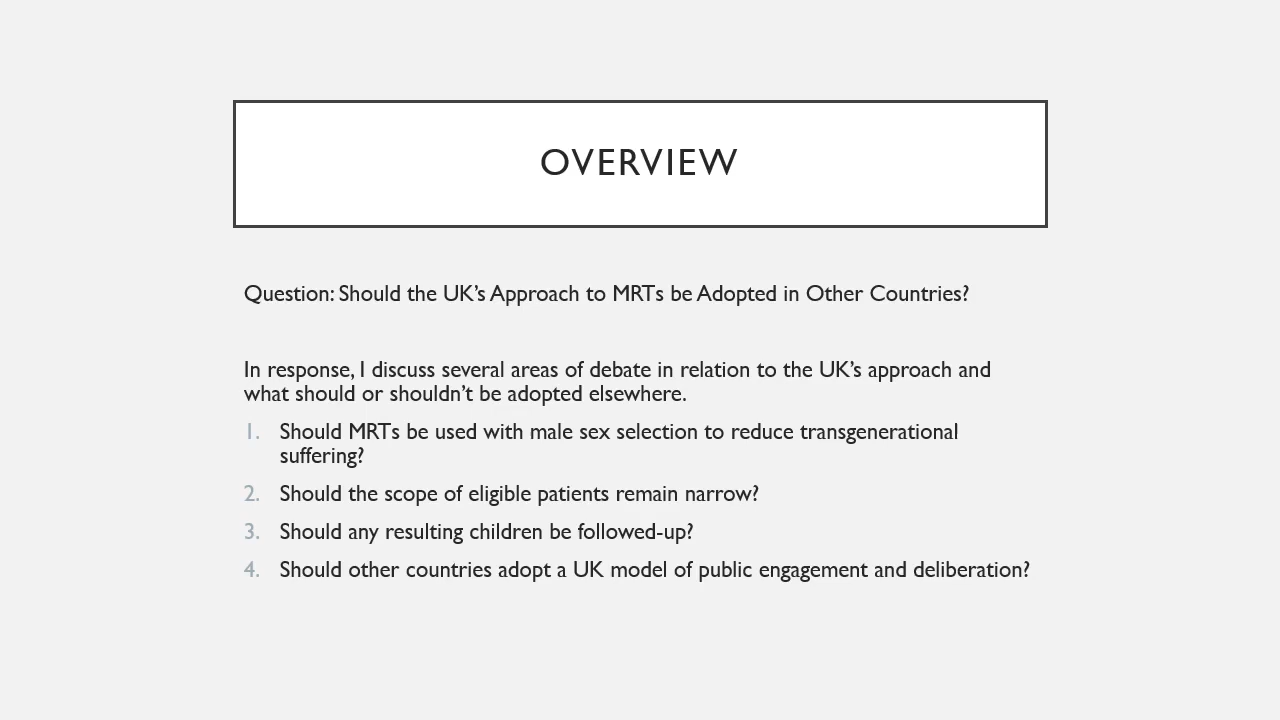 OVERVIEW
Question: Should the UK’s Approach to MRTs be Adopted in Other Countries?
In response, I discuss several areas of debate in relation to the UK’s approach and
what should or shouldn’t be adopted elsewhere.
1. Should MRTs be used with male sex selection to reduce transgenerational
suffering?
2. Should the scope of eligible patients remain narrow?
3. Should any resulting children be followed-up?
4. Should other countries adopt a UK model of public engagement and deliberation?